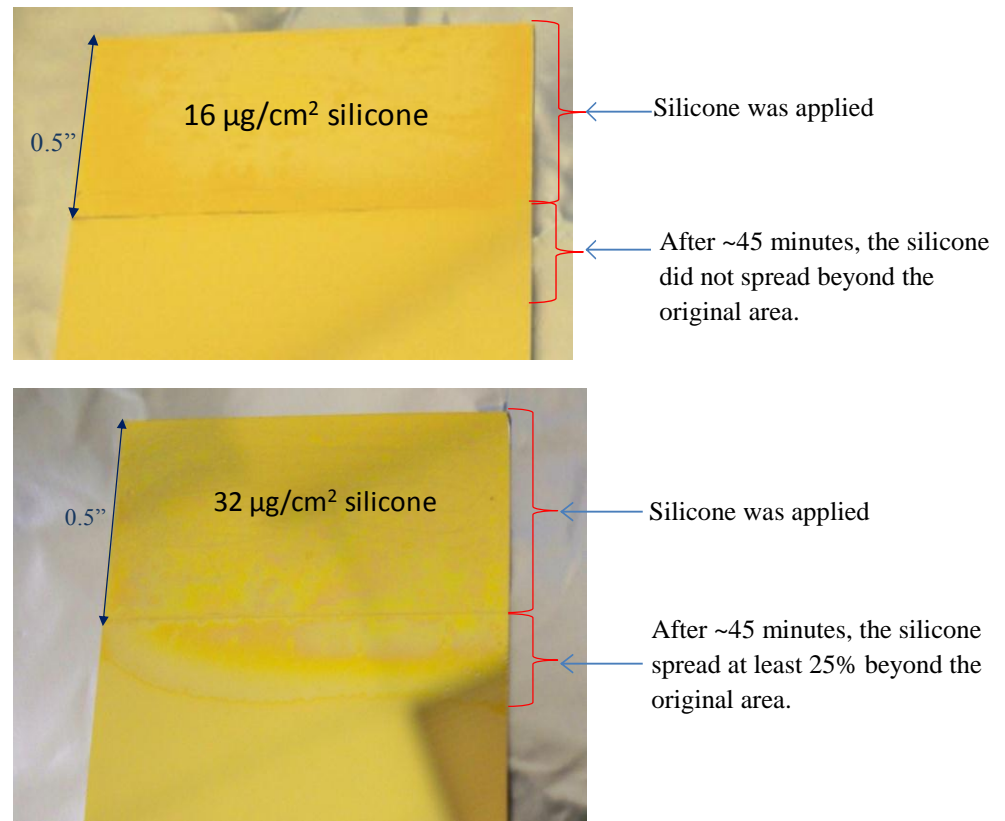 16 µg/cm² silicone
0.5”
Silicone was applied
After ~45 minutes, the silicone
did not spread beyond the
original area.
32 µg/cm² silicone
0.5”
Silicone was applied
After ~45 minutes, the silicone
spread at least 25% beyond the
original area.